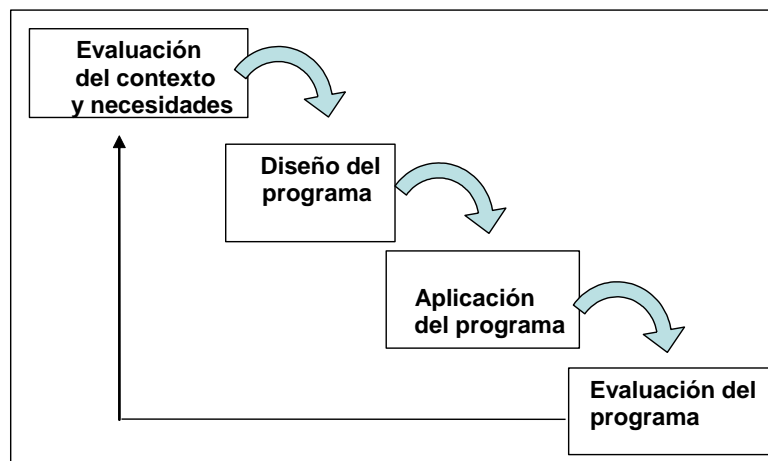 Evaluación
del contexto
y necesidades
Diseño del
programa
Aplicación
del programa
Evaluación del
programa